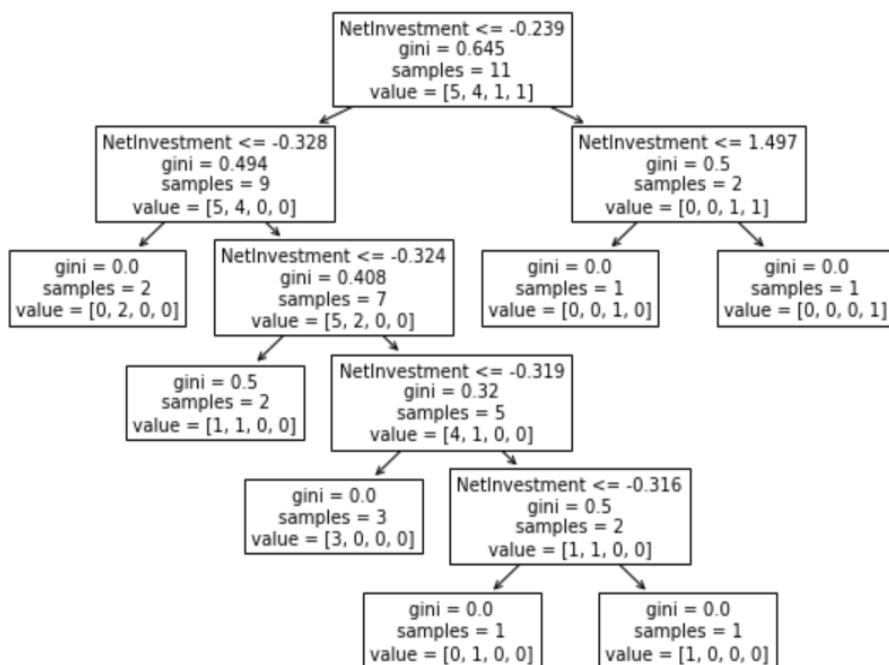 NetInvestment <= -0.239
gini = 0.645
samples = 11
value = [5, 4, 1, 1]
NetInvestment <= -0.328
gini = 0.494
samples = 9
value = [5, 4, 0, 0]
NetInvestment <= 1.497
gini = 0.5
samples = 2
value = [0, 0, 1, 1]
gini = 0.0
samples = 2
value = [0, 2, 0, 0]
NetInvestment <= -0.324
gini = 0.408
samples = 7
value = [5, 2, 0, 0]
gini = 0.0
samples = 1
value = [0, 0, 1, 0]
gini = 0.0
samples = 1
value = [0, 0, 0, 1]
gini = 0.5
samples = 2
value = [1, 1, 0, 0]
NetInvestment <= -0.319
gini = 0.32
samples = 5
value = [4, 1, 0, 0]
gini = 0.0
samples = 3
value = [3, 0, 0, 0]
NetInvestment <= -0.316
gini = 0.5
samples = 2
value = [1, 1, 0, 0]
gini = 0.0
samples = 1
value = [0, 1, 0, 0]
gini = 0.0
samples = 1
value = [1, 0, 0, 0]